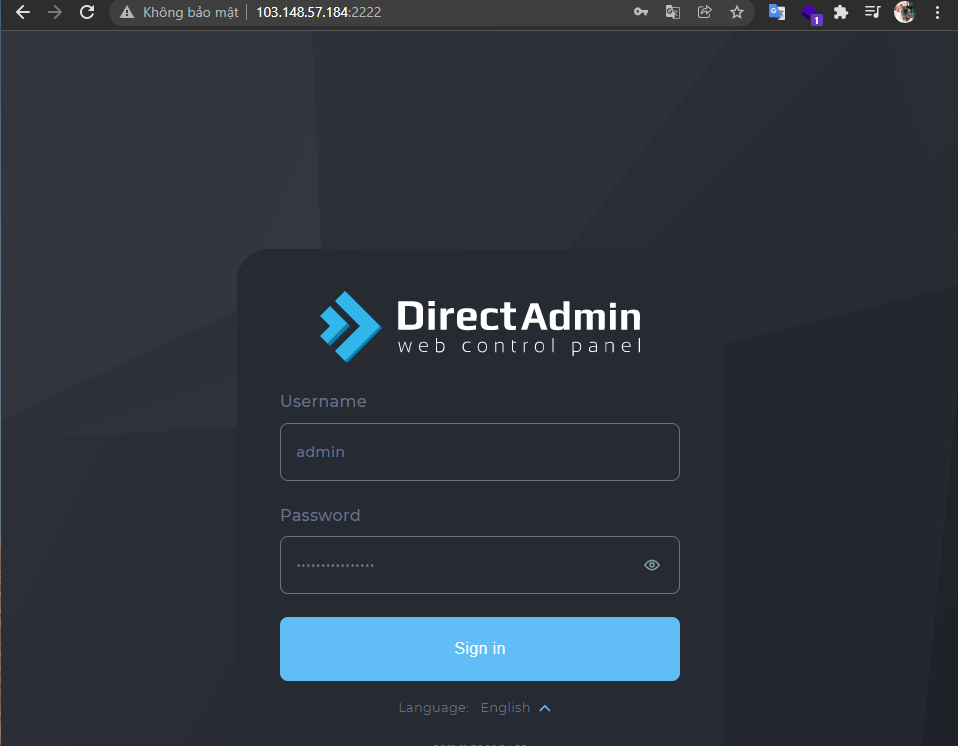 Không bảo mật 103.148.57.184:2222
1
DirectAdmin
web control panel
Username
admin
Password
Sign in
Language: English